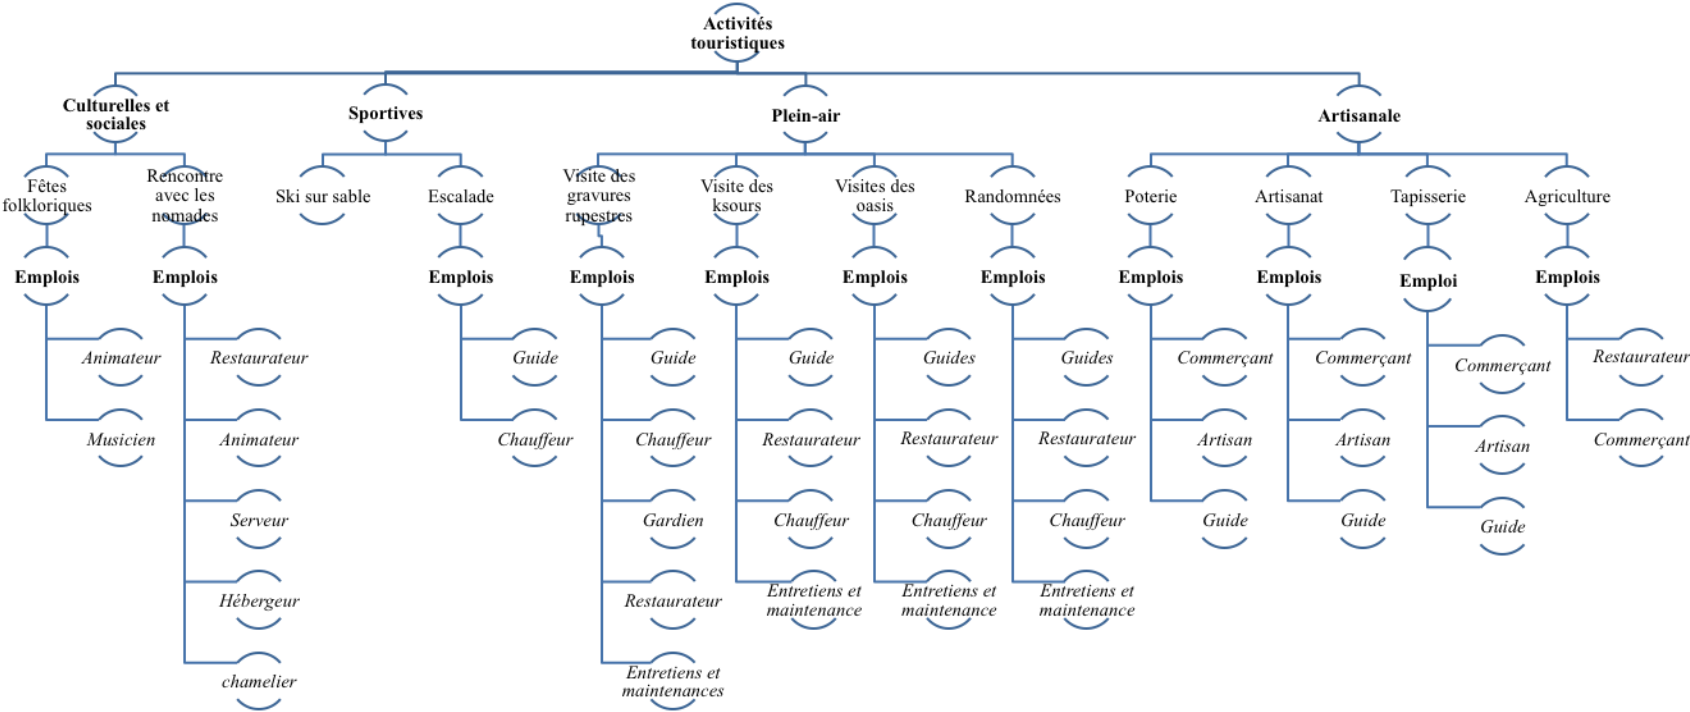 Activités
touristiques
Culturelles et
sociales
Sportives
Plein-air
Artisanale
Fêtes
folkloriques
Rencontre
avec les
nomades
Ski sur sable
Escalade
Visite des
gravures
rupestres
Visite des
ksours
Visites des
oasis
Randonnées
Poterie
Artisanat
Tapisserie
Agriculture
Emplois
Emplois
Emplois
Emplois
Emplois
Emplois
Emplois
Emplois
Emplois
Emploi
Emplois
Animateur
Musicien
Restaurateur
Animateur
Serveur
Hébergeur
chamelier
Guide
Chauffeur
Guide
Chauffeur
Gardien
Restaurateur
Entretiens et
maintenances
Guide
Restaurateur
Chauffeur
Entretiens et
maintenance
Guides
Restaurateur
Chauffeur
Entretiens et
maintenance
Guides
Restaurateur
Chauffeur
Entretiens et
maintenance
Commerçant
Artisan
Guide
Commerçant
Artisan
Guide
Commerçant
Artisan
Guide
Restaurateur
Commerçant